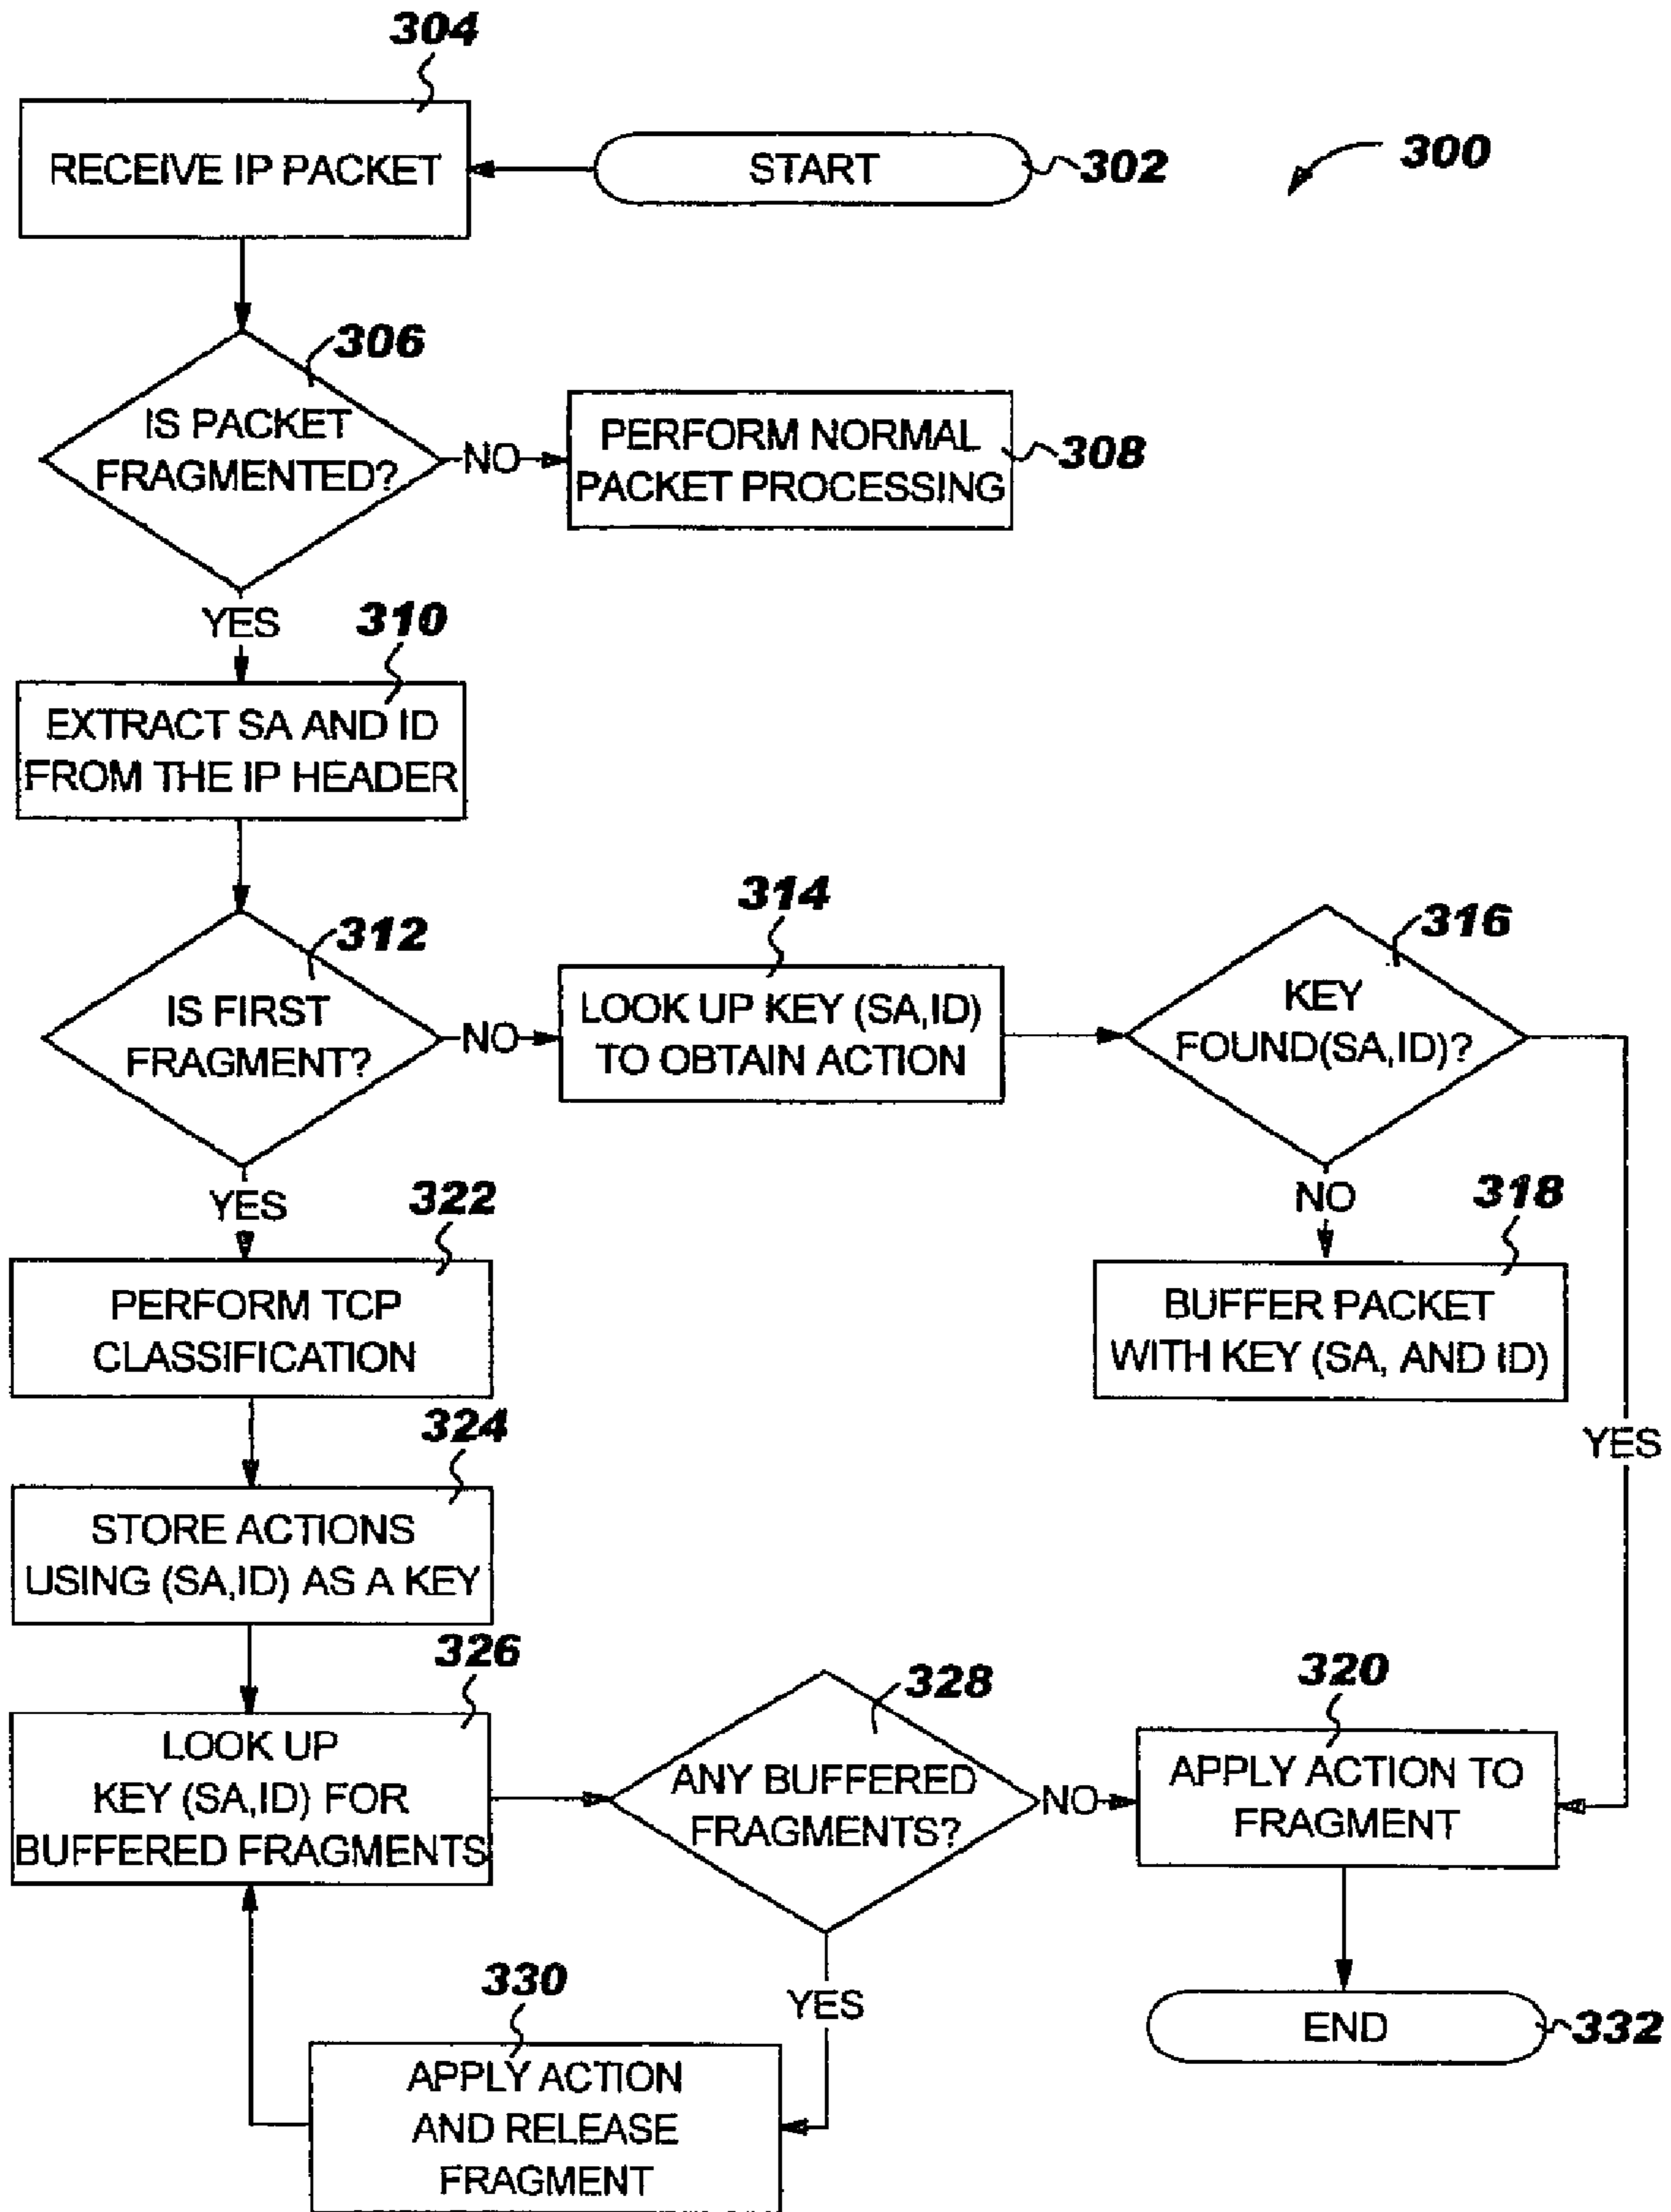 304
RECEIVE IP PACKET
START
302
300
306
IS PACKET
FRAGMENTED?
NO
PERFORM NORMAL
PACKET PROCESSING
308
YES
310
EXTRACT SA AND ID
FROM THE IP HEADER
312
IS FIRST
FRAGMENT?
NO
314
LOOK UP KEY (SA,ID)
TO OBTAIN ACTION
316
KEY
FOUND(SA,ID)?
NO
318
BUFFER PACKET
WITH KEY (SA, AND ID)
YES
YES
322
PERFORM TCP
CLASSIFICATION
324
STORE ACTIONS
USING (SA,ID) AS A KEY
326
LOOK UP
KEY (SA,ID) FOR
BUFFERED FRAGMENTS
328
ANY BUFFERED
FRAGMENTS?
NO
320
APPLY ACTION TO
FRAGMENT
YES
330
APPLY ACTION
AND RELEASE
FRAGMENT
END
332